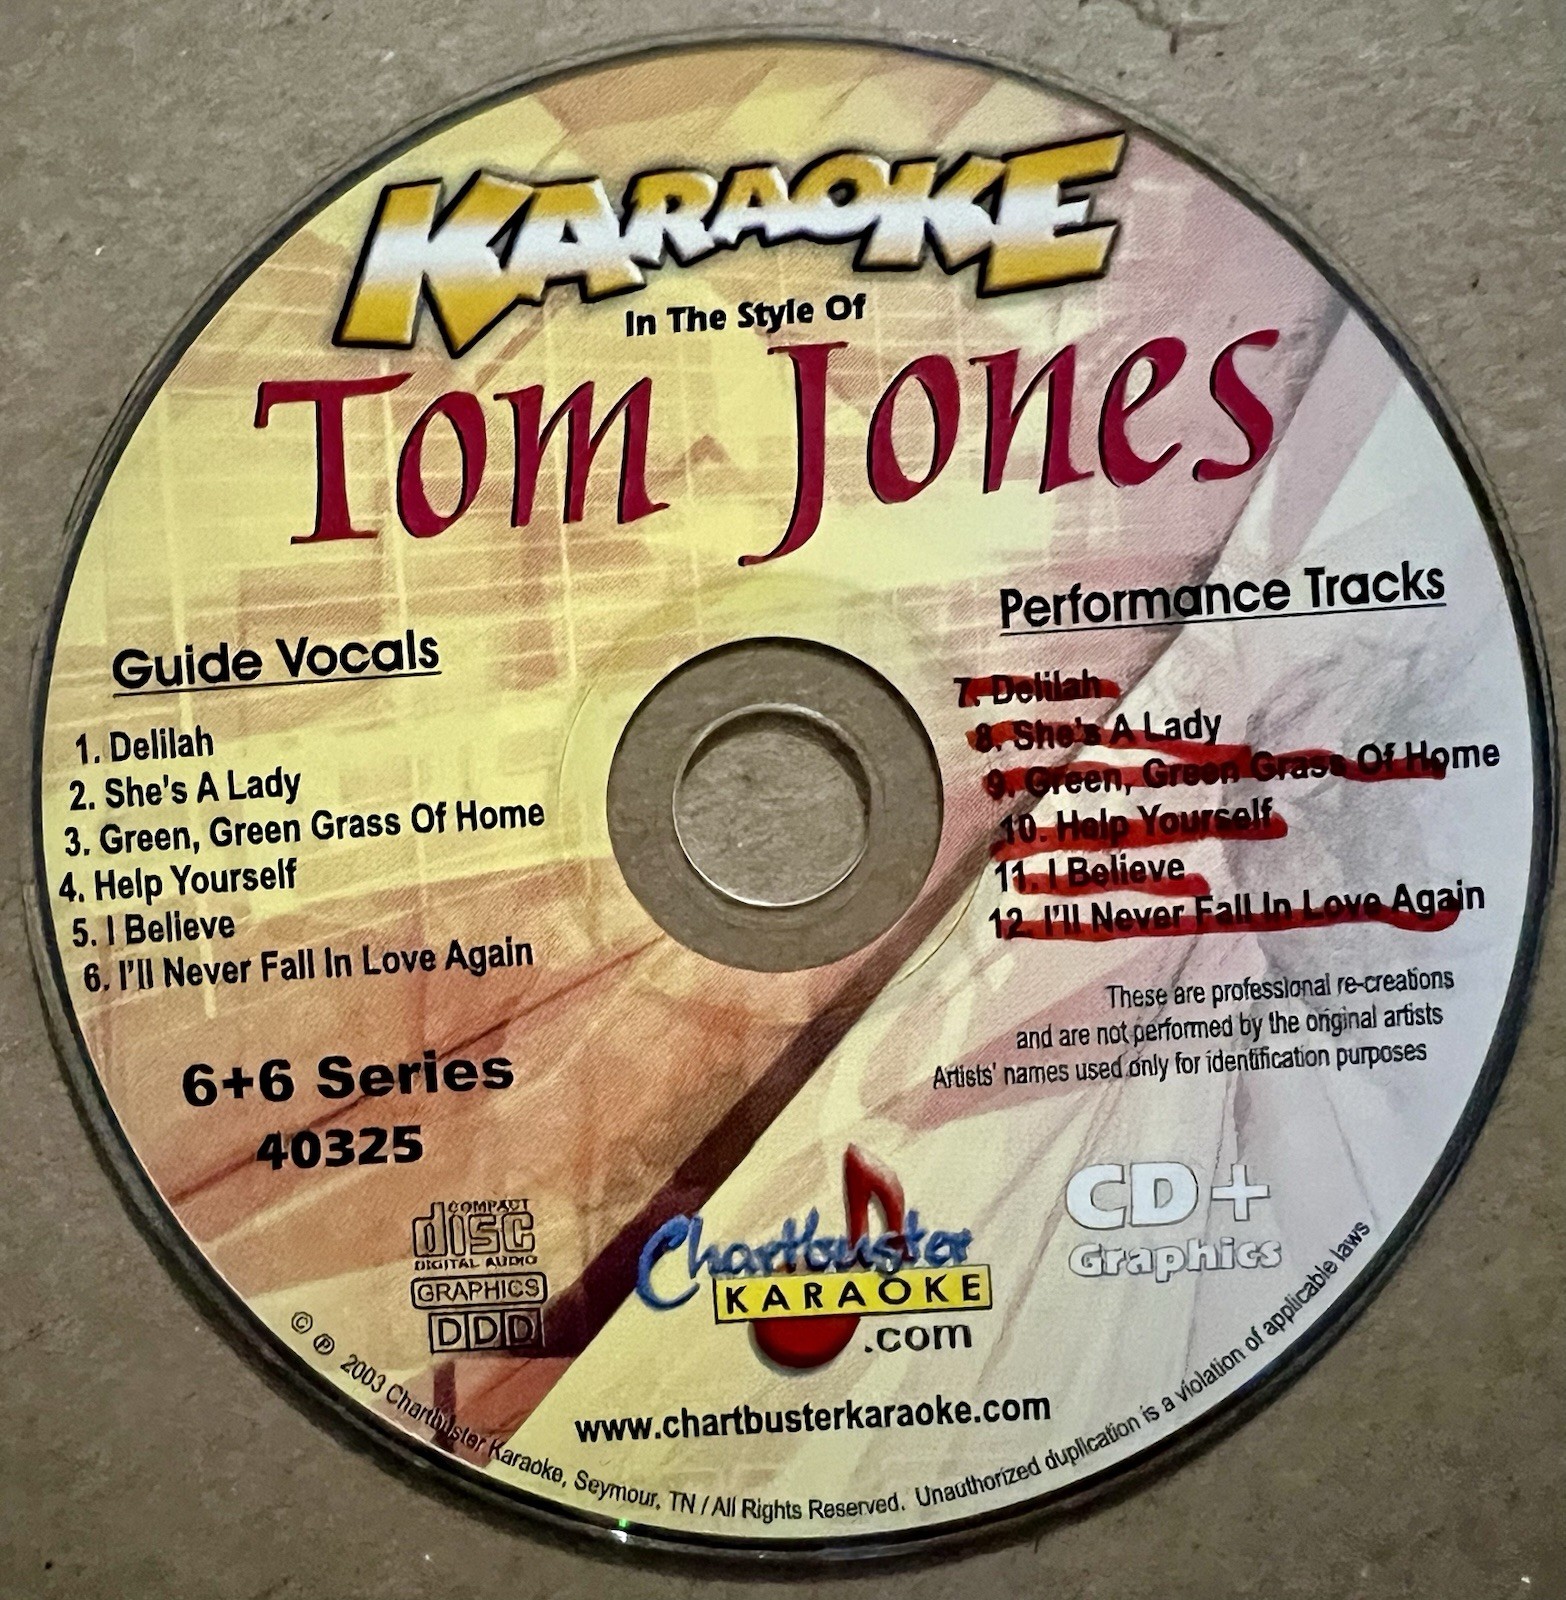 KARAOKE
In The Style Of
Tom Jones
Guide Vocals
1. Delilah
2. She's A Lady
3. Green, Green Grass Of Home
4. Help Yourself
5. I Believe
6. I'll Never Fall In Love Again
Performance Tracks
7. Delilah
8. She's A Lady
9. Green, Green Grass Of Home
10. Help Yourself
11. I Believe
12. I'll Never Fall In Love Again
These are professional re-creations
and are not performed by the original artists
Artists' names used only for identification purposes
6+6 Series
40325
COMPACT
disc
DIGITAL AUDIO
GRAPHICS
DDD
Chartbuster
KARAOKE
.com
CD+
Graphics
www.chartbusterkaraoke.com
© ℗ 2003 Chartbuster Karaoke, Seymour, TN / All Rights Reserved. Unauthorized duplication is a violation of applicable laws